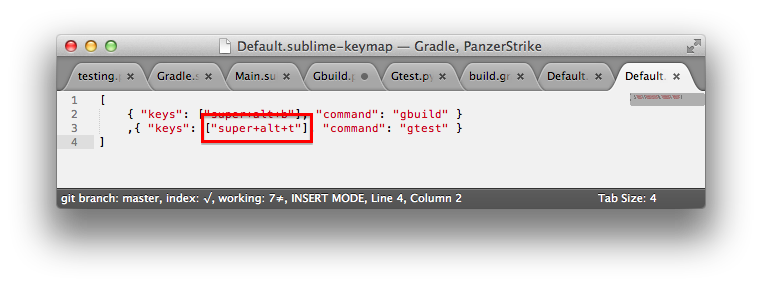 Default.sublime-keymap — Gradle, PanzerStrike
testing.p Gradle.s Main.su Gbuild.p Gtest.py build.gr Default. Default.
1 [
2 { "keys": ["super+alt+b"], "command": "gbuild" }
3 ,{ "keys": ["super+alt+t"] "command": "gtest" }
4 ]
git branch: master, index: √, working: 7≠, INSERT MODE, Line 4, Column 2 Tab Size: 4